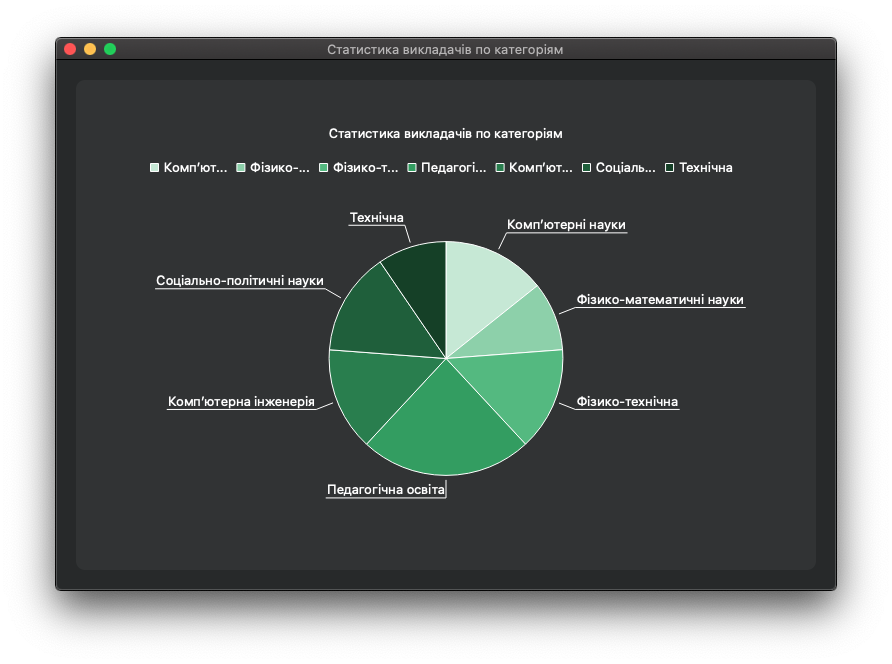 Статистика викладачів по категоріям
Статистика викладачів по категоріям
Комп'ют... Фізико-... Фізико-т... Педагогі... Комп'ют... Соціаль... Технічна
Технічна
Комп'ютерні науки
Соціально-політичні науки
Фізико-математичні науки
Комп'ютерна інженерія
Фізико-технічна
Педагогічна освіта